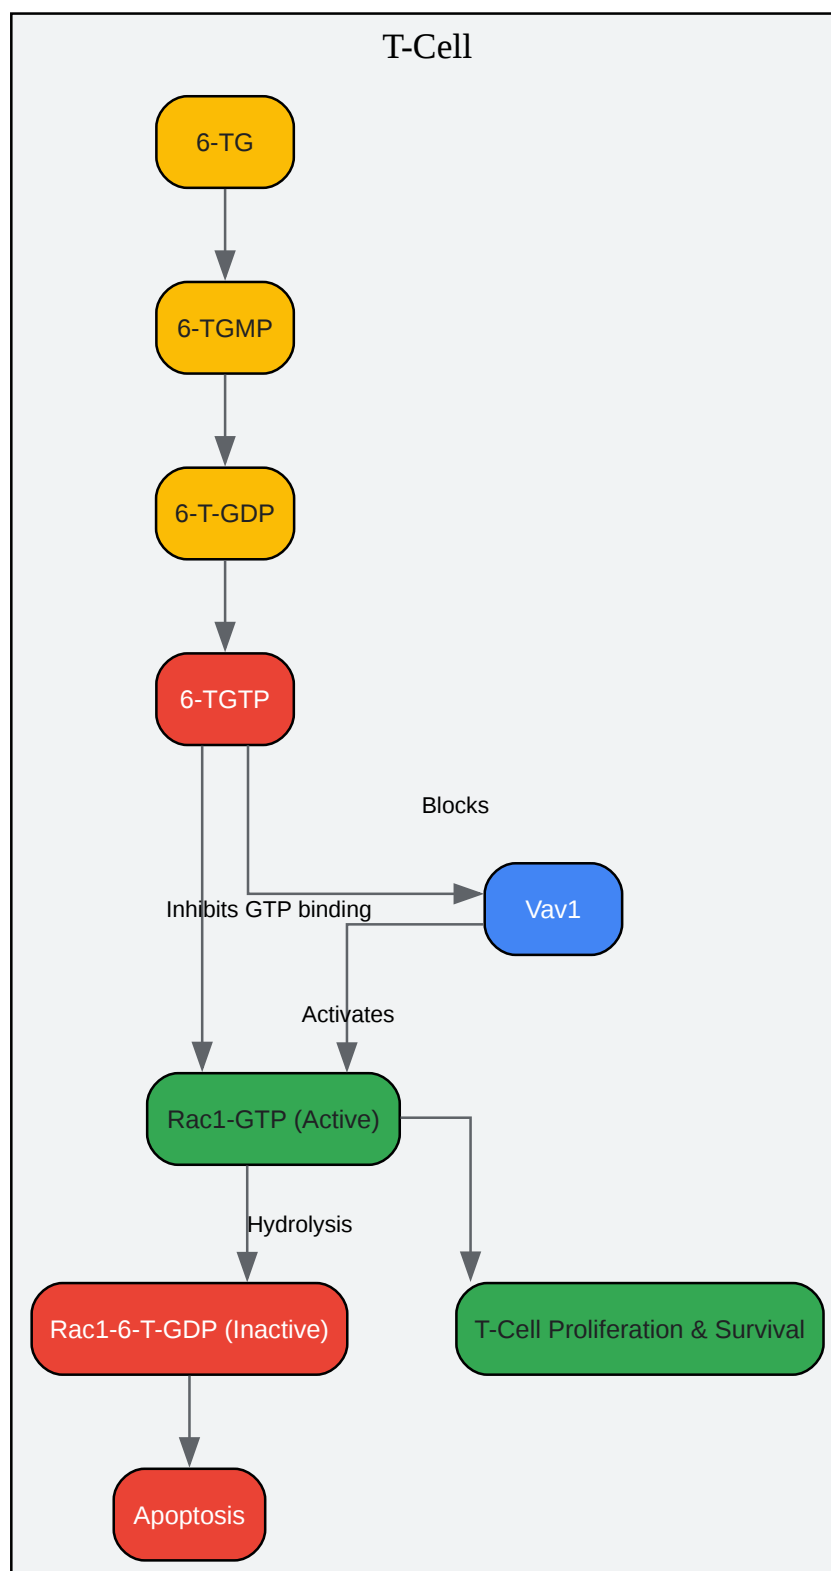 T-Cell
6-TG
6-TGMP
6-T-GDP
6-TGTP
Blocks
Inhibits GTP binding
Vav1
Activates
Rac1-GTP (Active)
Hydrolysis
Rac1-6-T-GDP (Inactive)
T-Cell Proliferation & Survival
Apoptosis